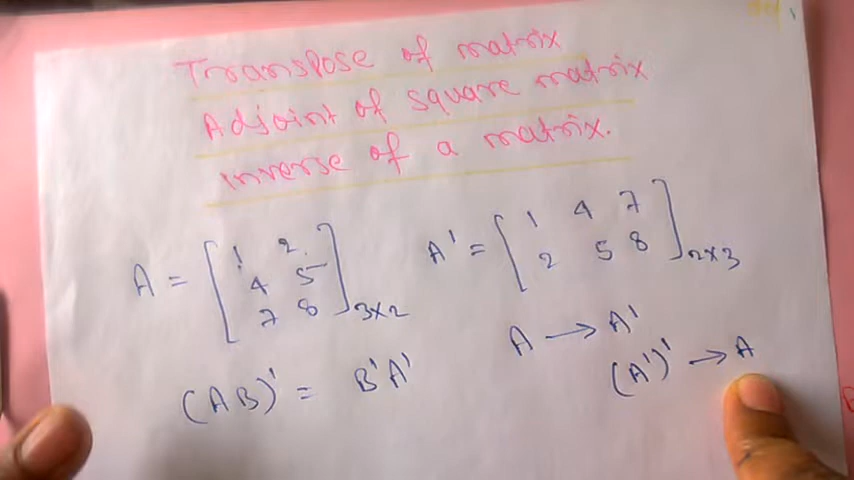 Transpose of matrix
Adjoint of square matrix
inverse of a matrix.
A = [1 2 A' = [1 4 7
4 5 2 5 8]2x3
7 8]3x2
A → A'
(AB)' = B'A' (A')' → A